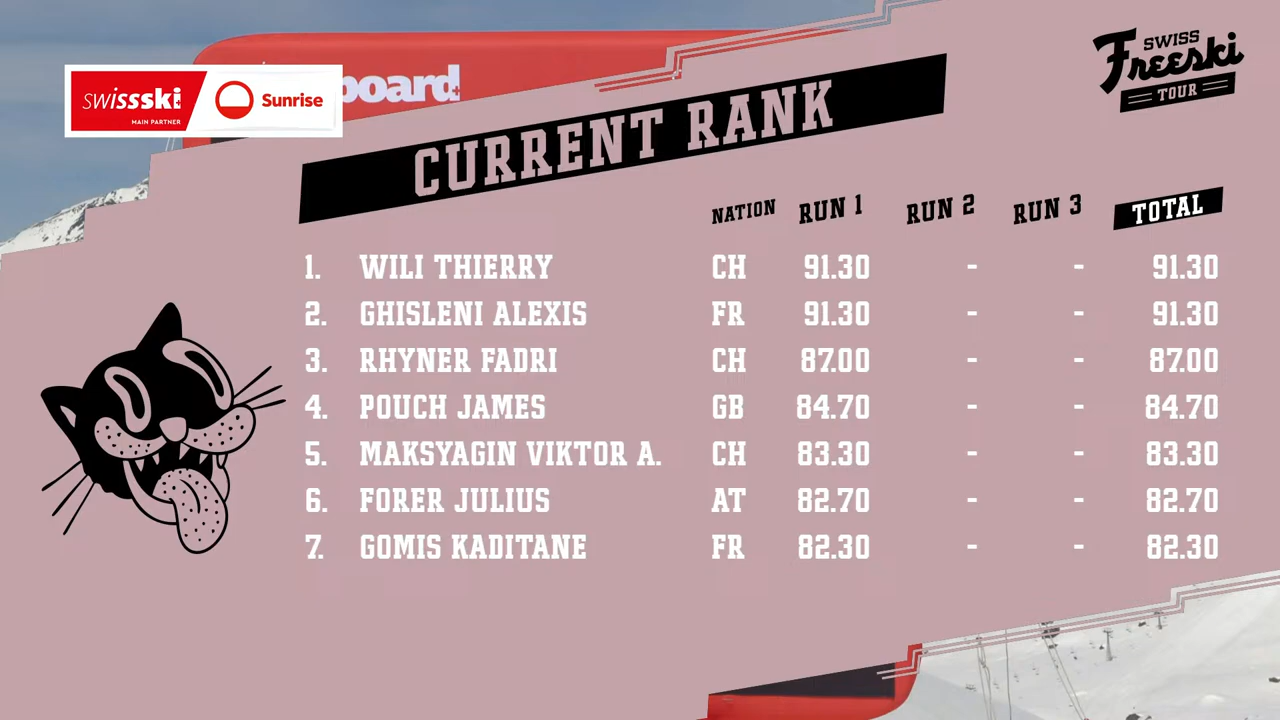 swissski
MAIN PARTNER
Sunrise
board
CURRENT RANK
SWISS
Freeski
TOUR
NATION RUN 1 RUN 2 RUN 3 TOTAL
1. WILI THIERRY CH 91.30 - - 91.30
2. GHISLENI ALEXIS FR 91.30 - - 91.30
3. RHYNER FADRI CH 87.00 - - 87.00
4. POUCH JAMES GB 84.70 - - 84.70
5. MAKSYAGIN VIKTOR A. CH 83.30 - - 83.30
6. FORER JULIUS AT 82.70 - - 82.70
7. GOMIS KADITANE FR 82.30 - - 82.30